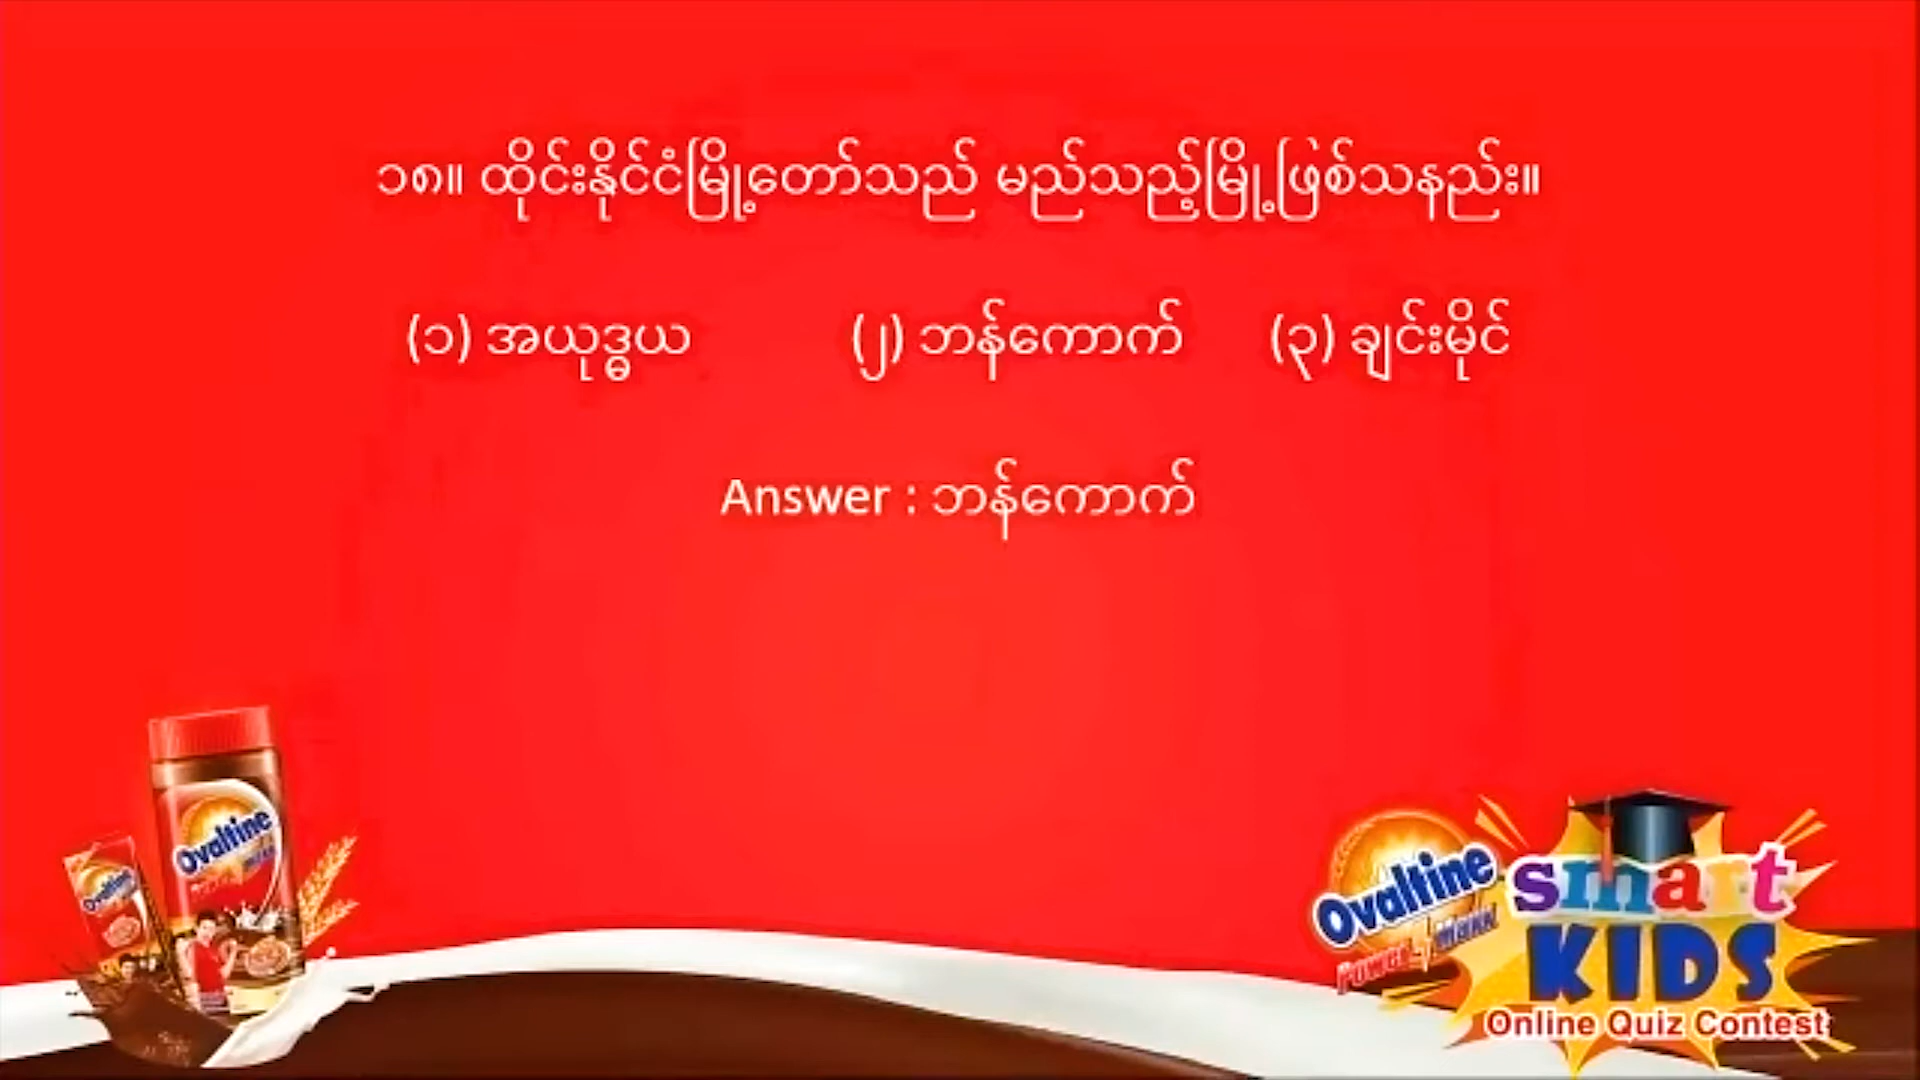 ၁၈။ ထိုင်းနိုင်ငံမြို့တော်သည် မည်သည့်မြို့ဖြစ်သနည်း။
(၁) အယုဒ္ဓယ (၂) ဘန်ကောက် (၃) ချင်းမိုင်
Answer : ဘန်ကောက်
Ovaltine
Ovaltine
Ovaltine
smart
KIDS
Online Quiz Contest